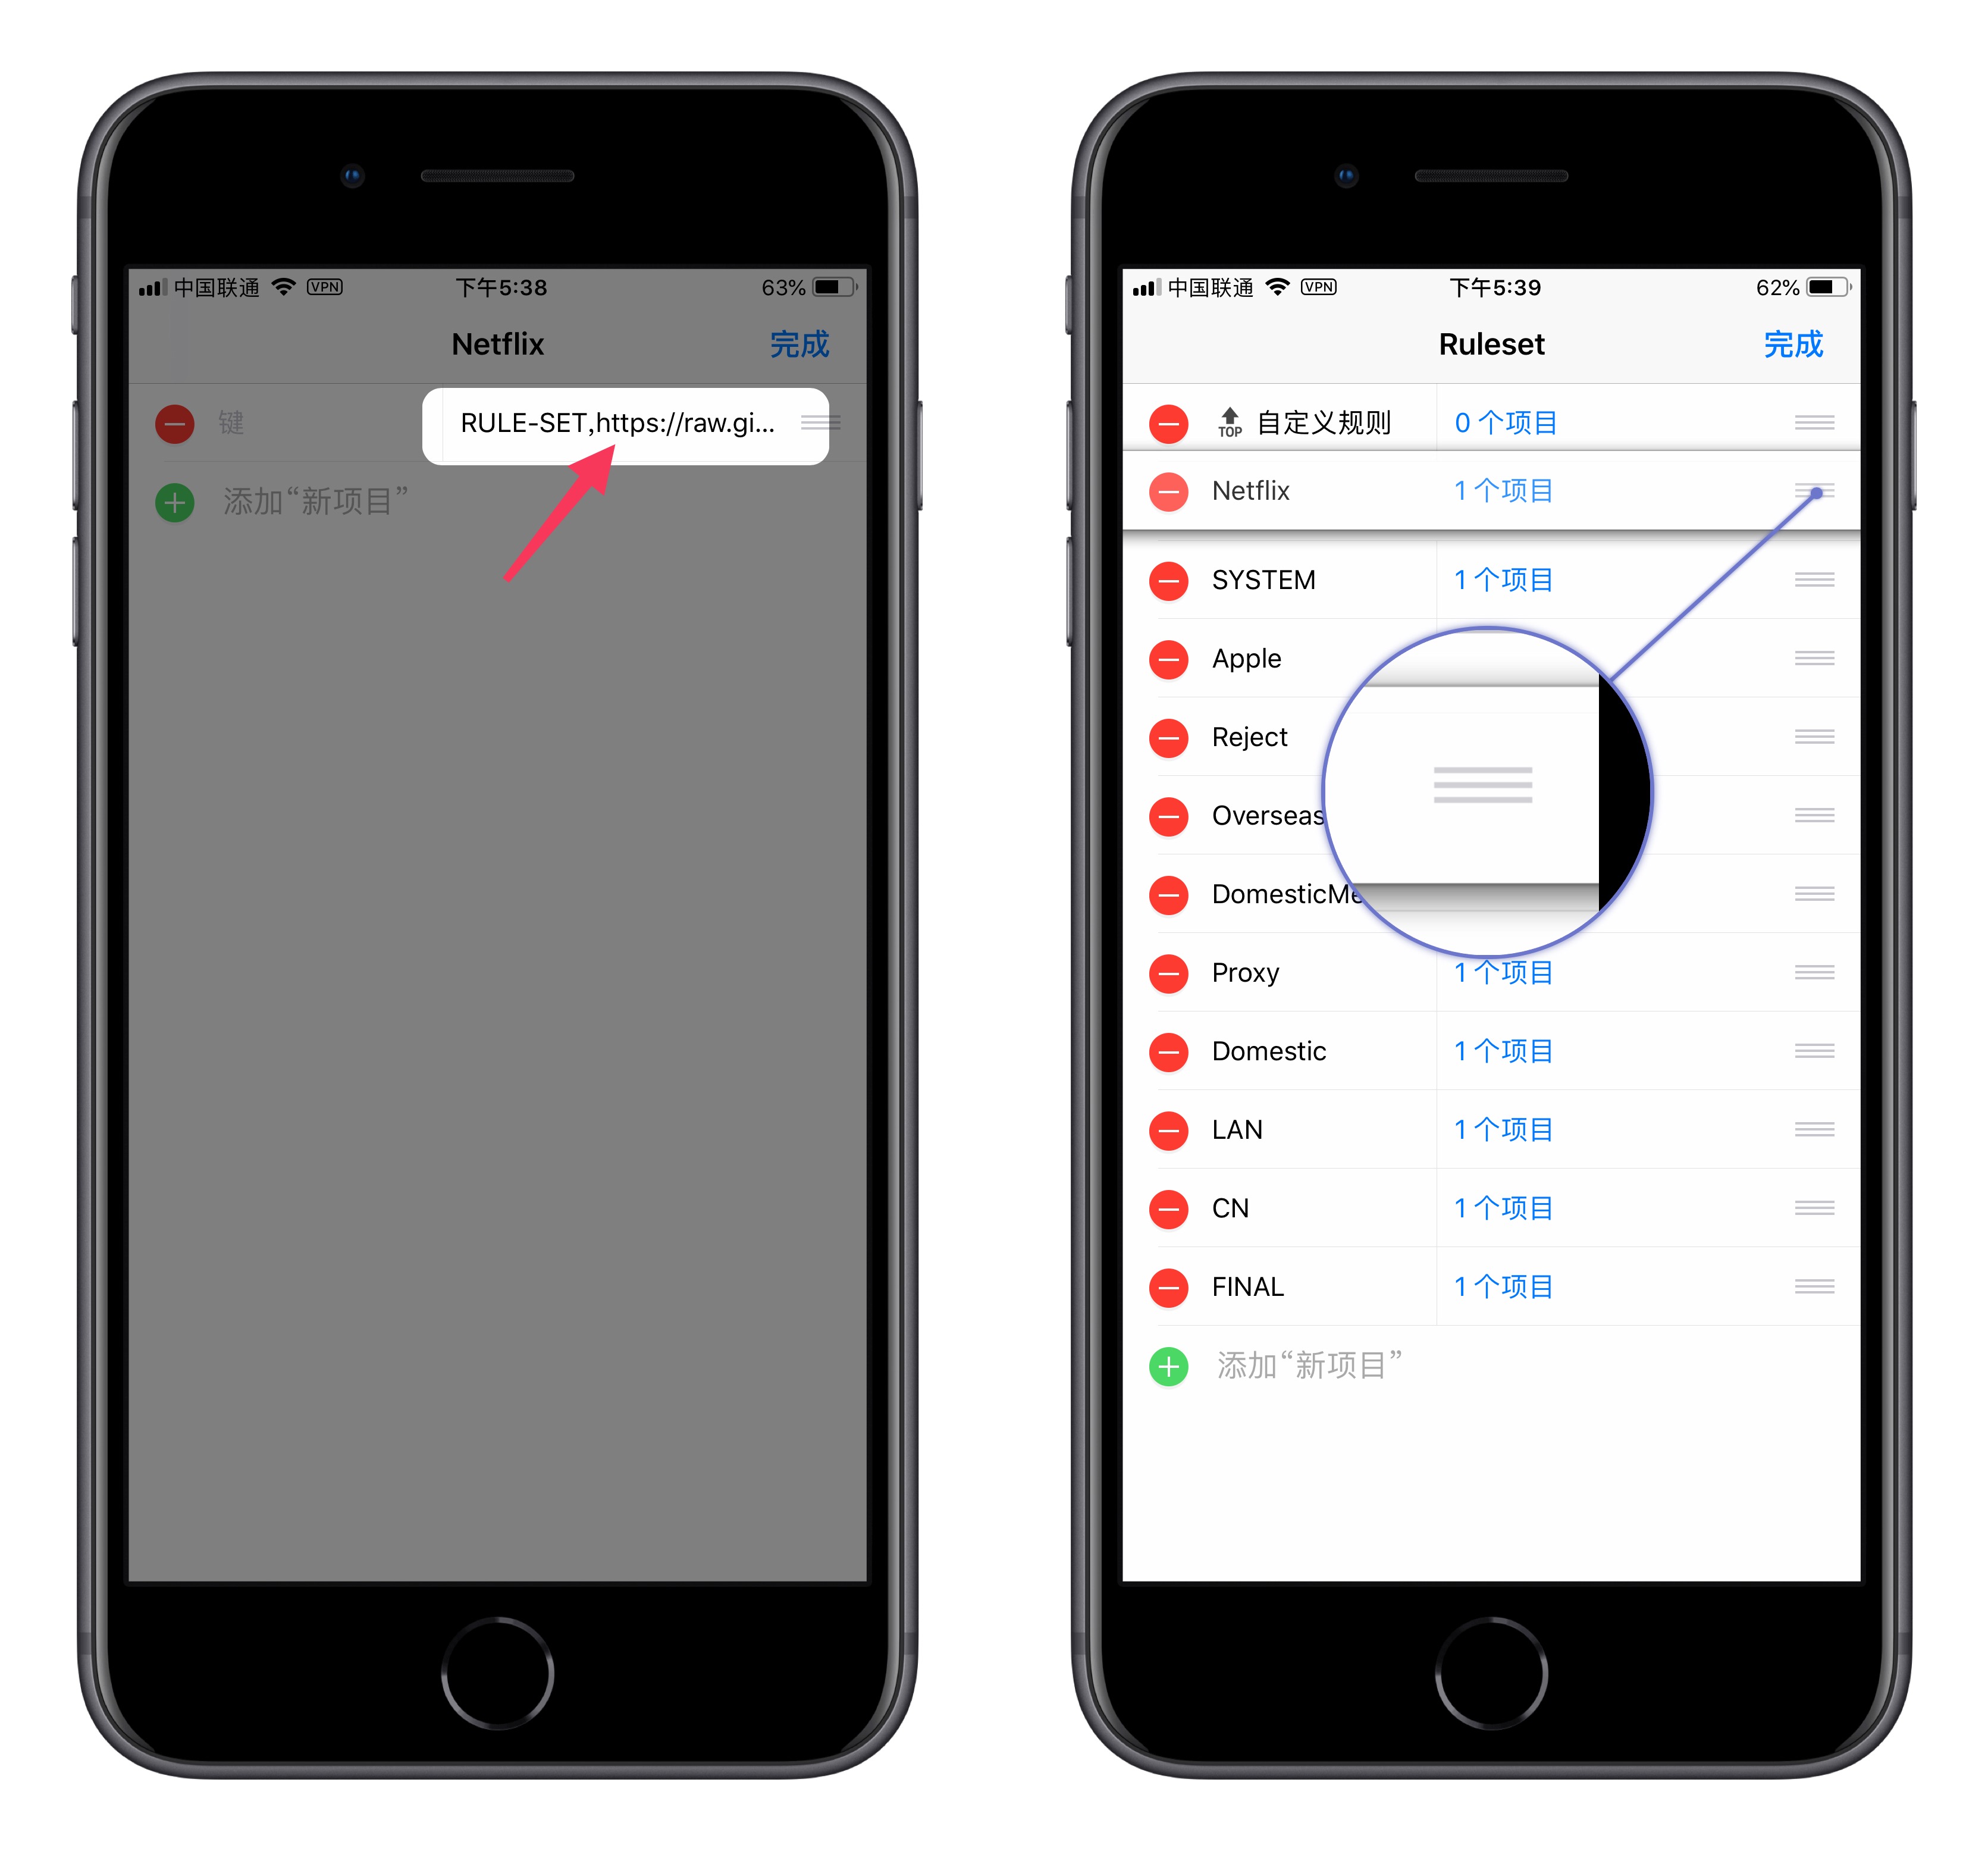 中国联通 VPN 下午5:38 63%
Netflix 完成
键 RULE-SET,https://raw.gi...
添加“新项目”
中国联通 VPN 下午5:39 62%
Ruleset 完成
TOP 自定义规则 0 个项目
Netflix 1 个项目
SYSTEM 1 个项目
Apple
Reject
Overseas
DomesticMe
Proxy 1 个项目
Domestic 1 个项目
LAN 1 个项目
CN 1 个项目
FINAL 1 个项目
添加“新项目”